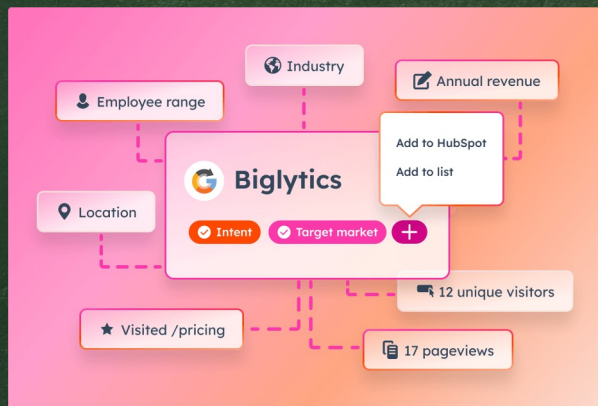 Industry
Annual revenue
Employee range
Add to HubSpot
Add to list
Biglytics
Location
Intent
Target market
12 unique visitors
Visited /pricing
17 pageviews